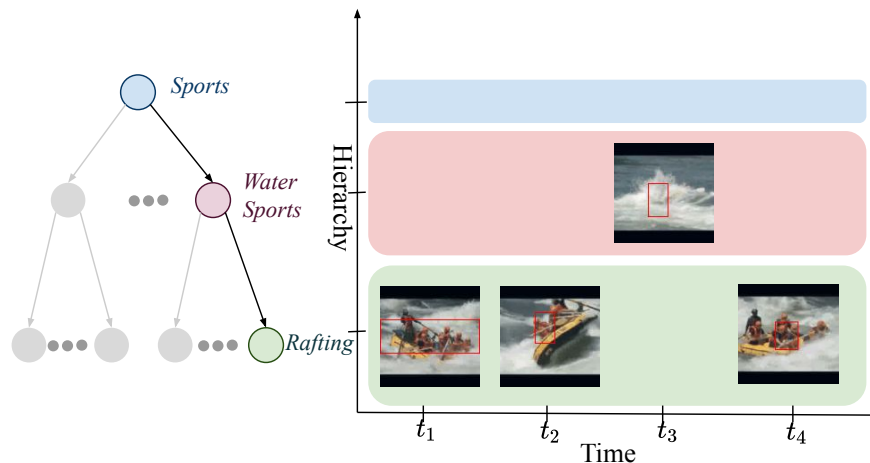 Sports
Water
Sports
Rafting
Hierarchy
t₁
t₂
t₃
t₄
Time